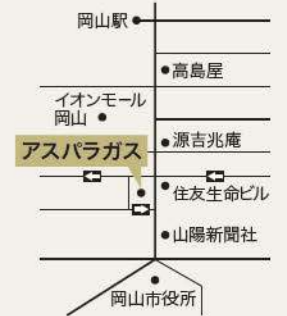 岡山駅
高島屋
イオンモール
岡山
源吉兆庵
アスパラガス
住友生命ビル
山陽新聞社
岡山市役所